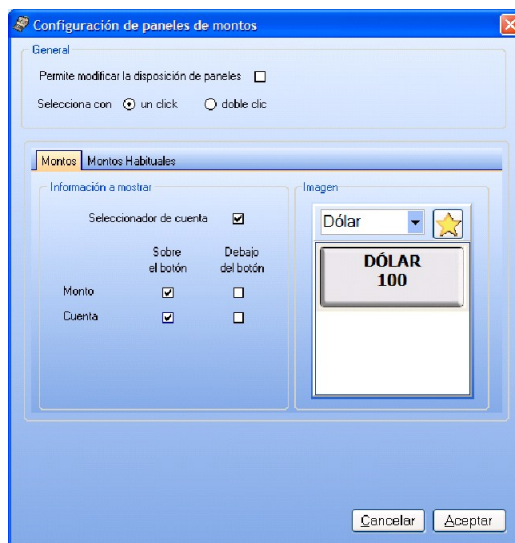 Configuración de paneles de montos
General
Permite modificar la disposición de paneles
Selecciona con un click doble clic
Montos Montos Habituales
Información a mostrar
Imagen
Seleccionador de cuenta
Dólar
Sobre el botón
Debajo del botón
DÓLAR
100
Monto
Cuenta
Cancelar Aceptar